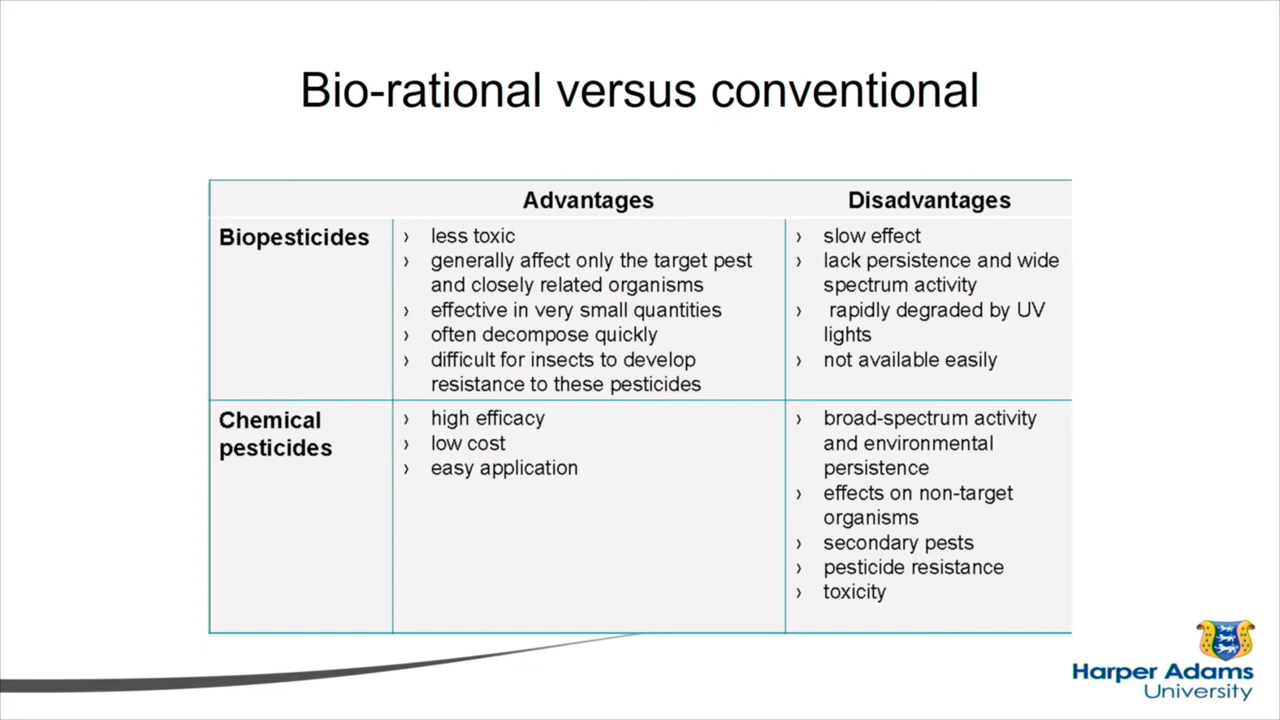 Bio-rational versus conventional
Advantages
Disadvantages
Biopesticides
› less toxic
› generally affect only the target pest
and closely related organisms
› effective in very small quantities
› often decompose quickly
› difficult for insects to develop
resistance to these pesticides
› slow effect
› lack persistence and wide
spectrum activity
› rapidly degraded by UV
lights
› not available easily
Chemical
pesticides
› high efficacy
› low cost
› easy application
› broad-spectrum activity
and environmental
persistence
› effects on non-target
organisms
› secondary pests
› pesticide resistance
› toxicity
Harper Adams
University